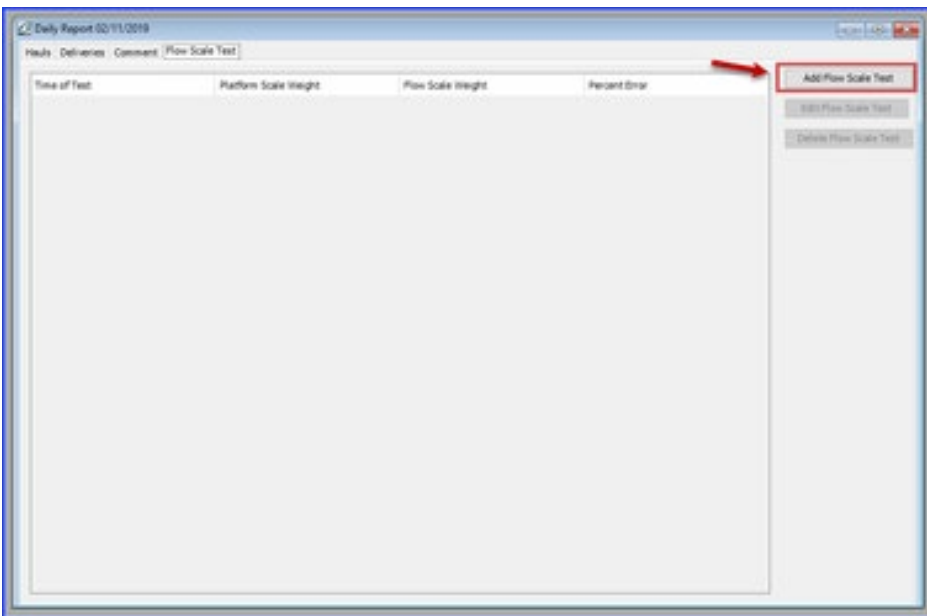 Daily Report 02/11/2019
Hauls Deliveries Comment Flow Scale Test
Add Flow Scale Test
Time of Test Platform Scale Weight Flow Scale Weight Percent Error
Edit Flow Scale Test
Delete Flow Scale Test